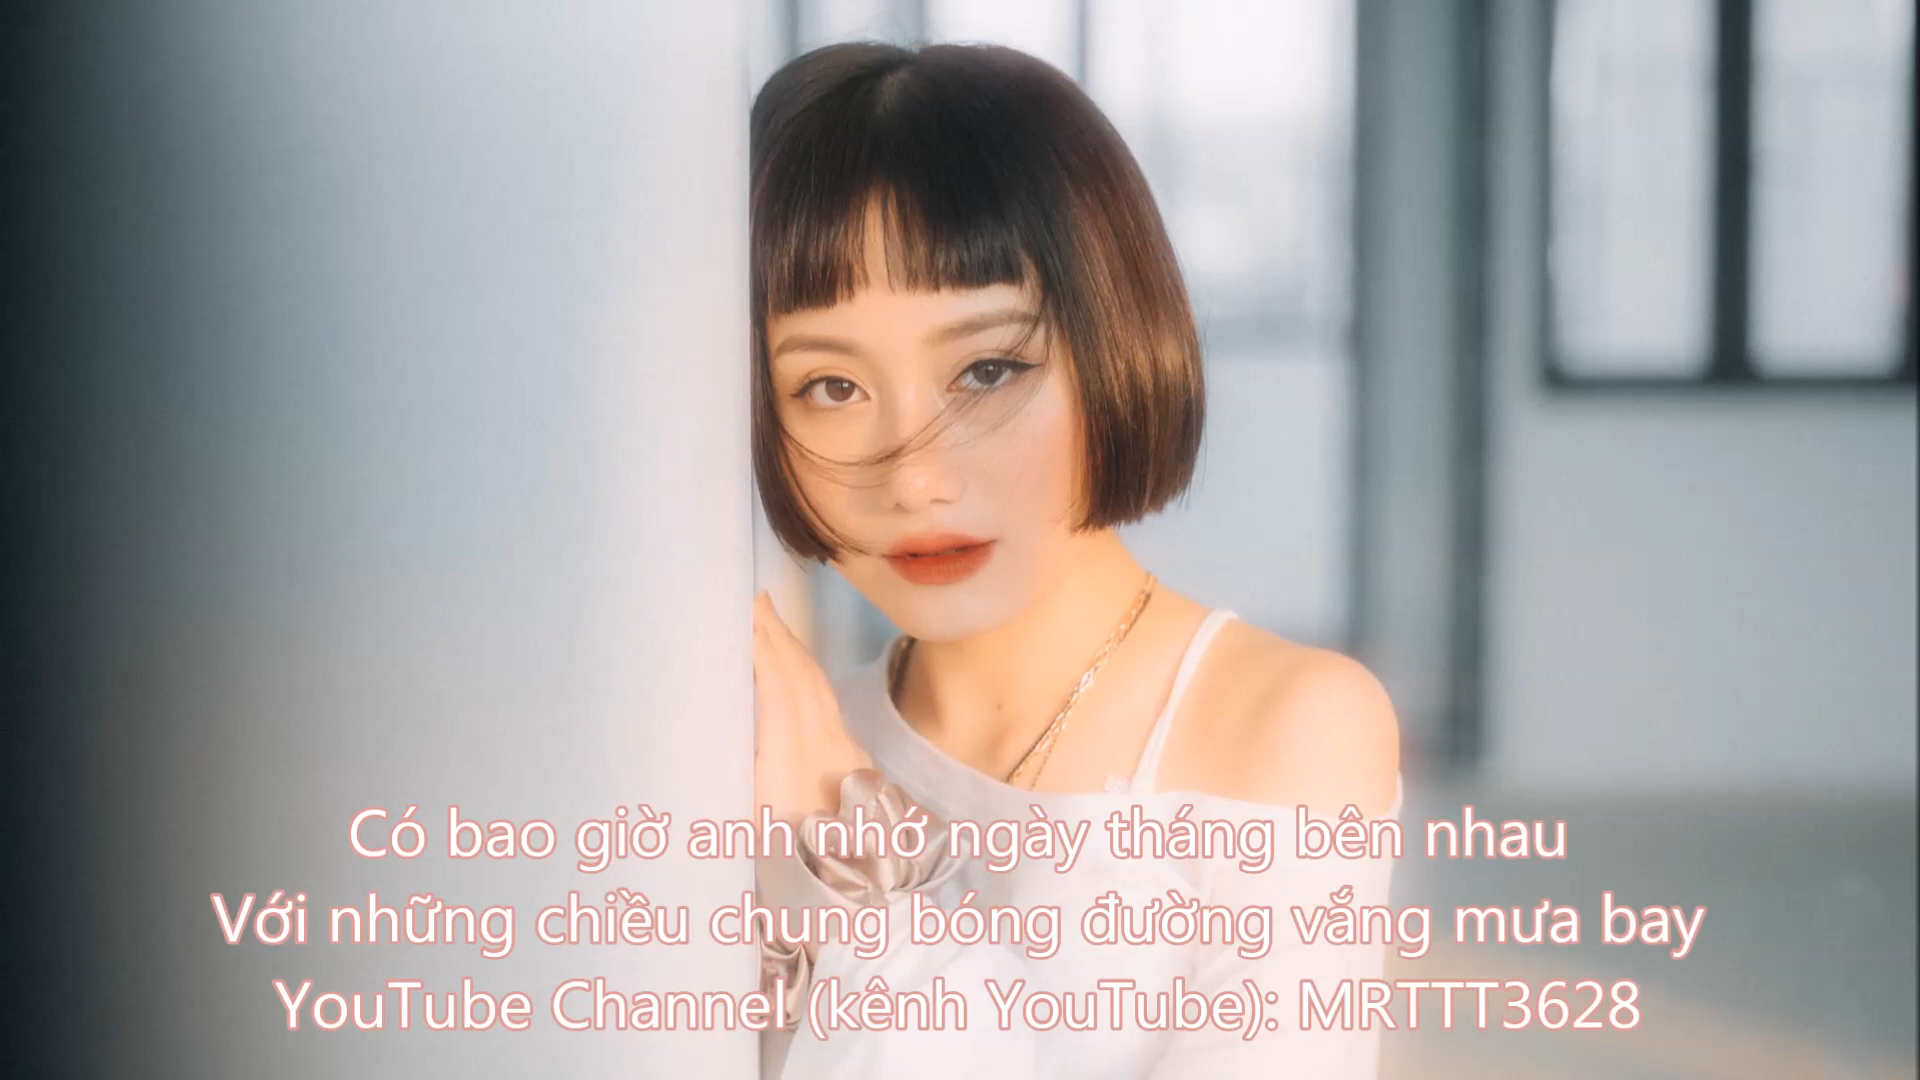 Có bao giờ anh nhớ ngày tháng bên nhau
Với những chiều chung bóng đường vắng mưa bay
YouTube Channel (kênh YouTube): MRTTT3628